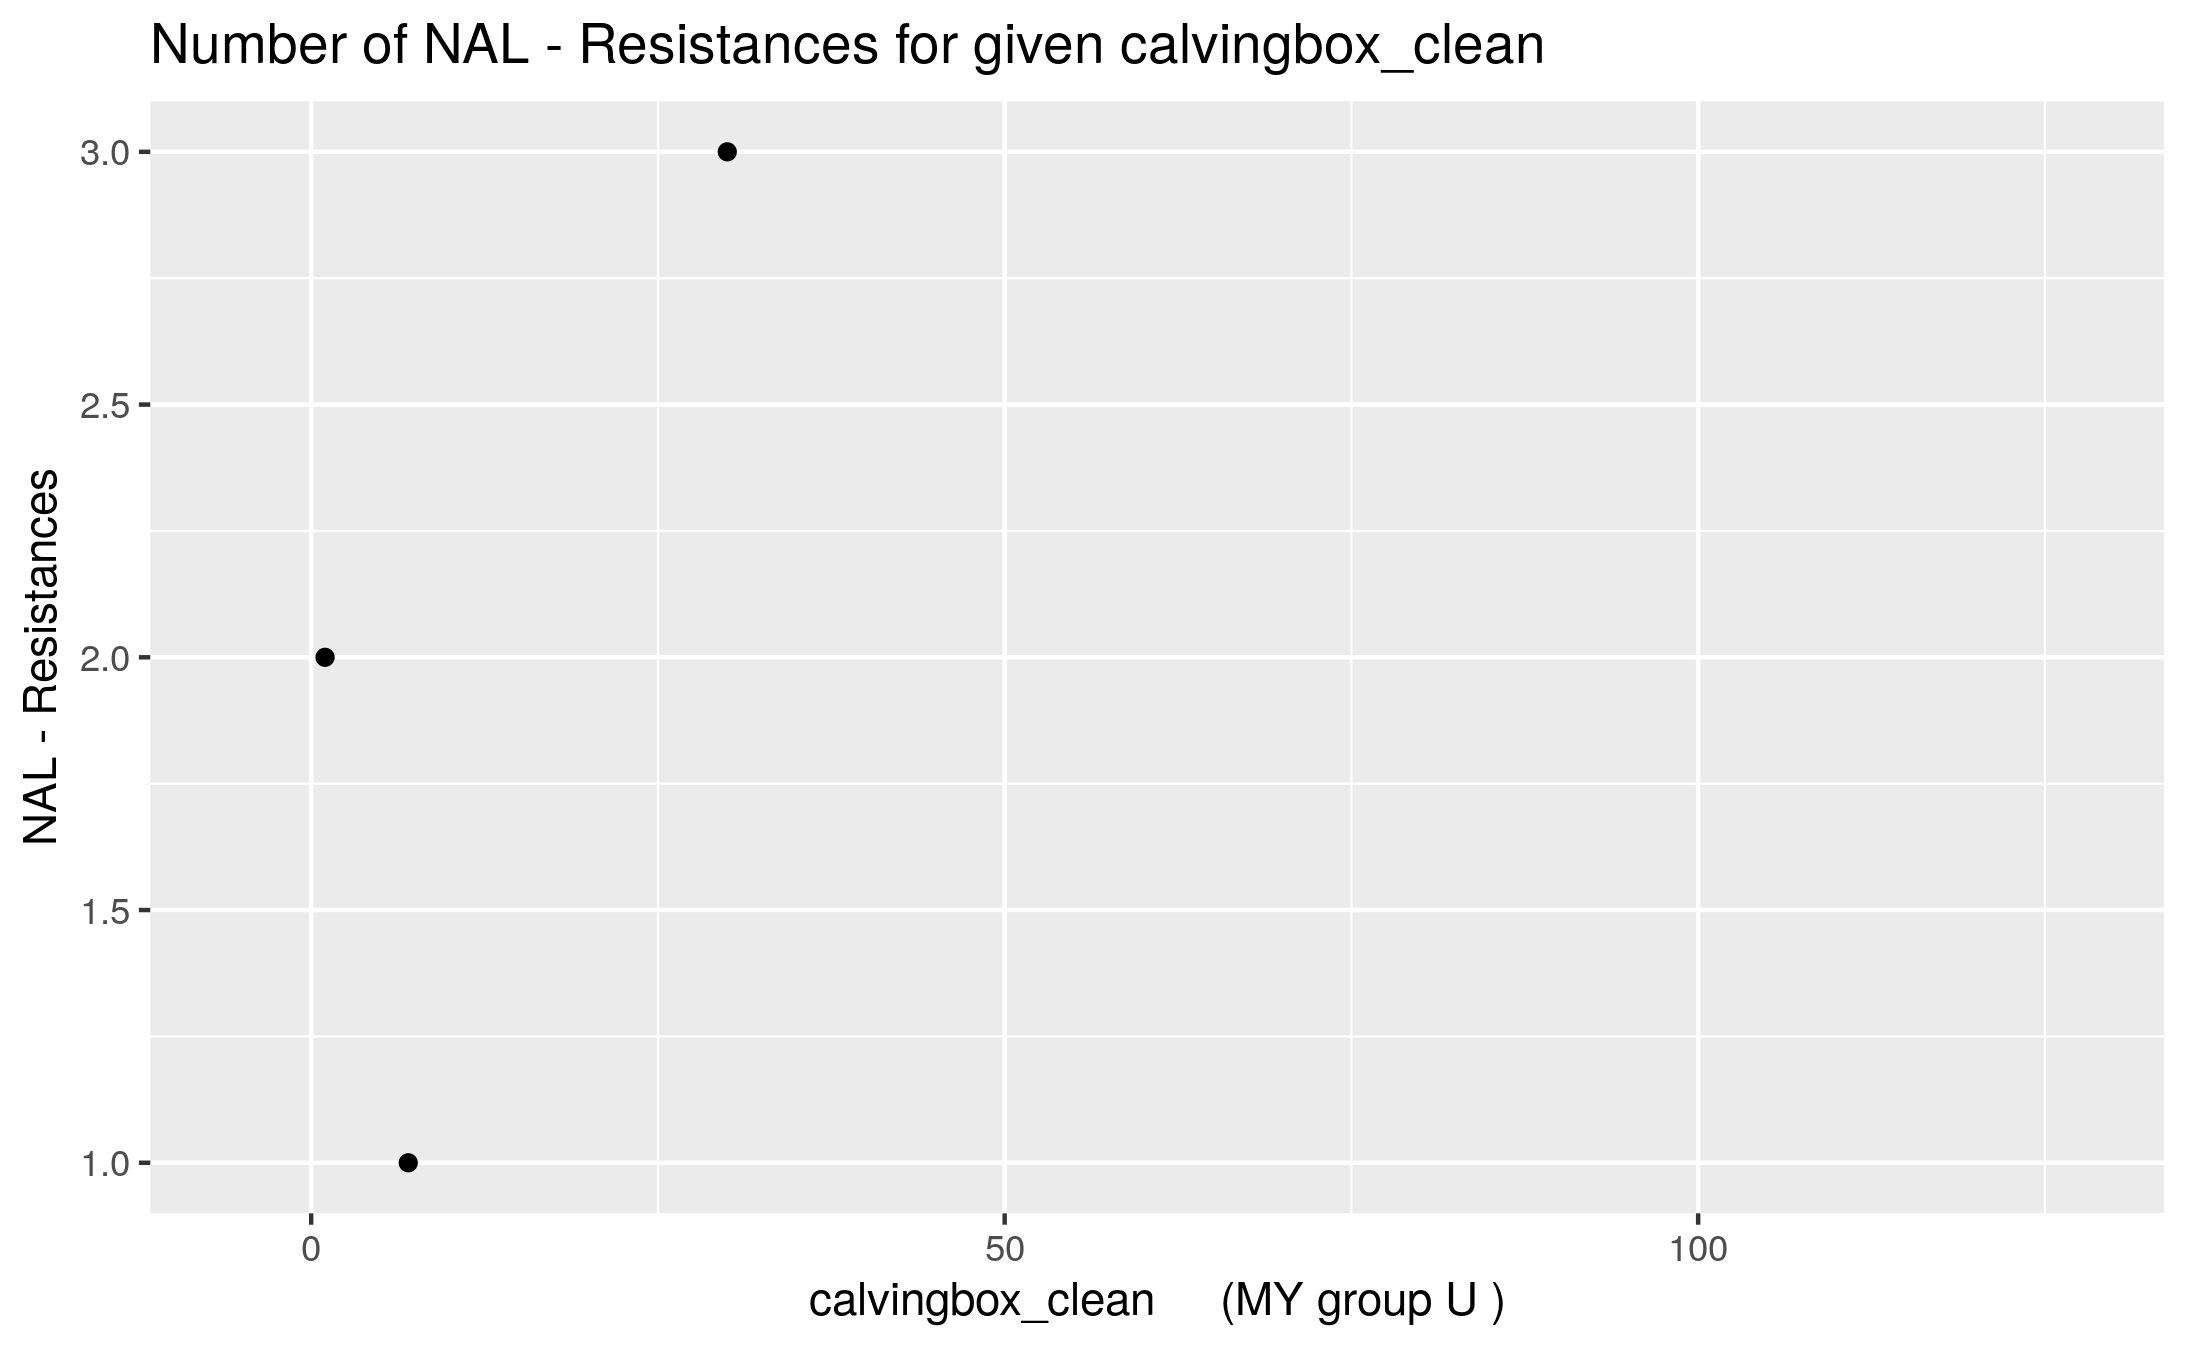 Number of NAL - Resistances for given calvingbox_clean
NAL - Resistances
3.0
2.5
2.0
1.5
1.0
0 50 100
calvingbox_clean (MY group U )